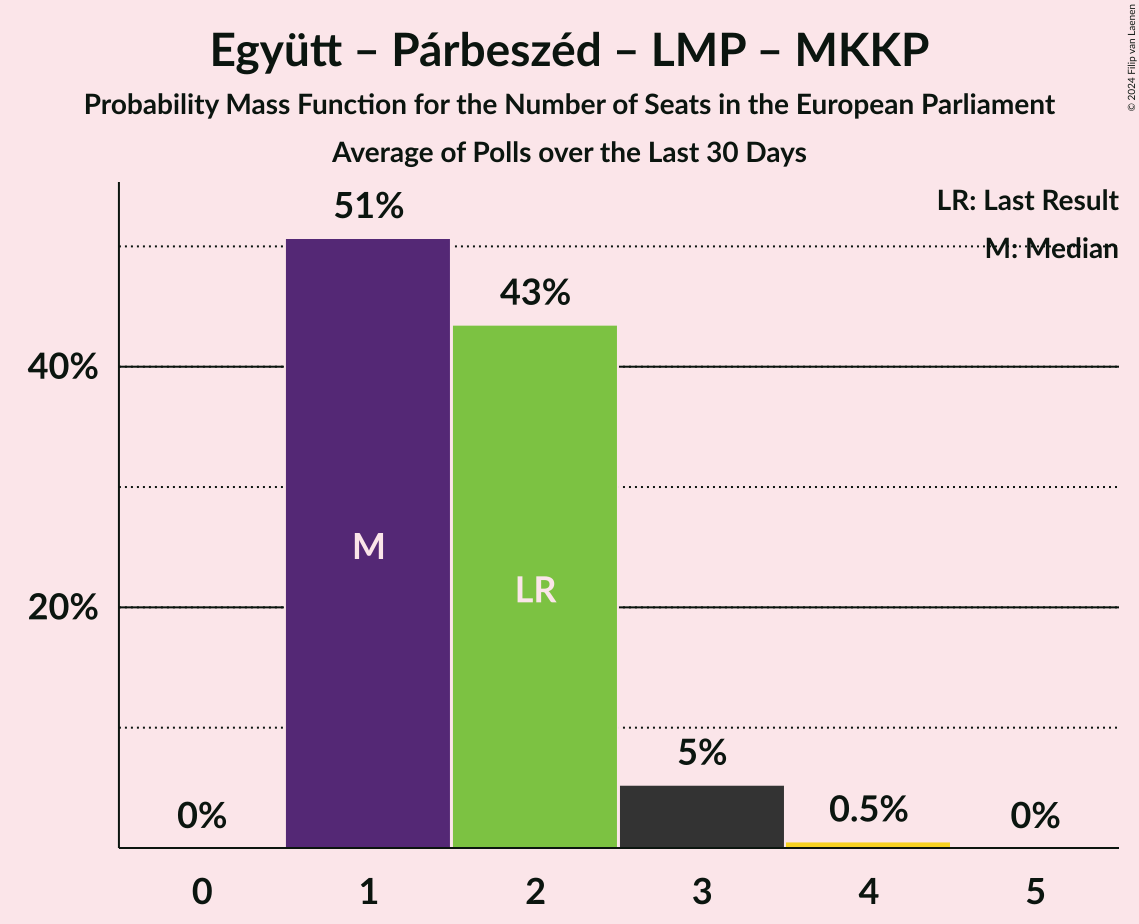 Együtt – Párbeszéd – LMP – MKKP
Probability Mass Function for the Number of Seats in the European Parliament
Average of Polls over the Last 30 Days
© 2024 Filip van Laenen
LR: Last Result
M: Median
51%
43%
40%
20%
M
LR
5%
0%
0.5%
0%
0 1 2 3 4 5